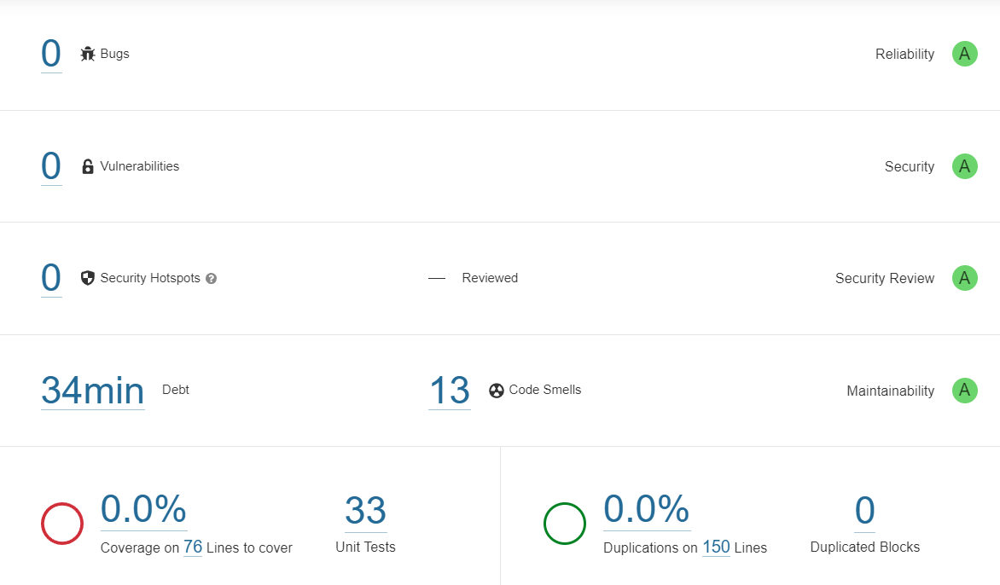 0 Bugs Reliability A
0 Vulnerabilities Security A
0 Security Hotspots ? — Reviewed Security Review A
34min Debt 13 Code Smells Maintainability A
0.0% 33 0.0% 0
Coverage on 76 Lines to cover Unit Tests Duplications on 150 Lines Duplicated Blocks